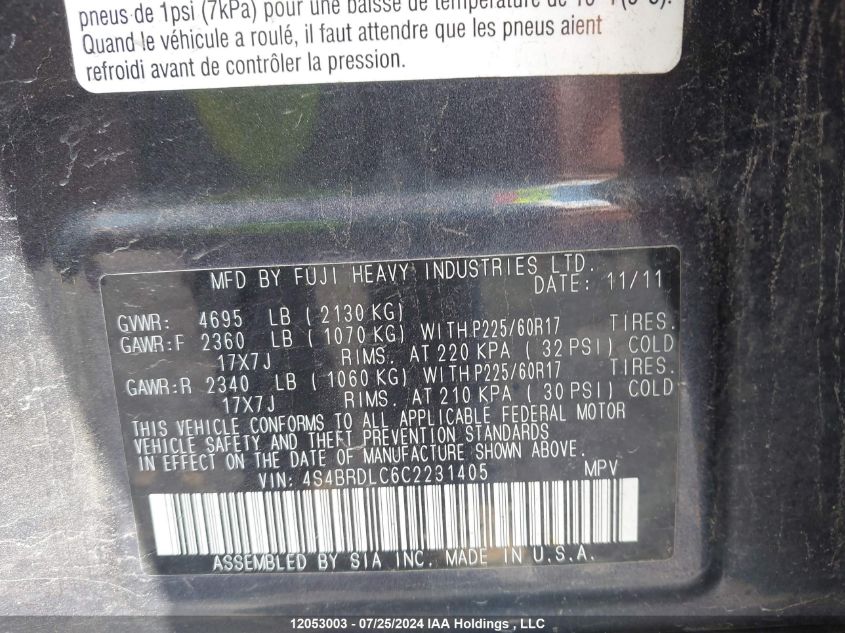 pneus de 1psi (7kPa) pour une baisse de température de
Quand le véhicule a roulé, il faut attendre que les pneus aient
refroidi avant de contrôler la pression.
MFD BY FUJI HEAVY INDUSTRIES LTD.
DATE: 11/11
GVWR: 4695 LB ( 2130 KG)
GAWR:F 2360 LB ( 1070 KG) WITH P225/60R17 TIRES.
17X7J RIMS. AT 220 KPA ( 32 PSI) COLD
GAWR:R 2340 LB ( 1060 KG) WITH P225/60R17 TIRES.
17X7J RIMS. AT 210 KPA ( 30 PSI) COLD
THIS VEHICLE CONFORMS TO ALL APPLICABLE FEDERAL MOTOR
VEHICLE SAFETY AND THEFT PREVENTION STANDARDS
IN EFFECT ON THE DATE OF MANUFACTURE SHOWN ABOVE.
VIN: 4S4BRDLC6C2231405 MPV
ASSEMBLED BY SIA INC. MADE IN U.S.A.
12053003 - 07/25/2024 IAA Holdings , LLC